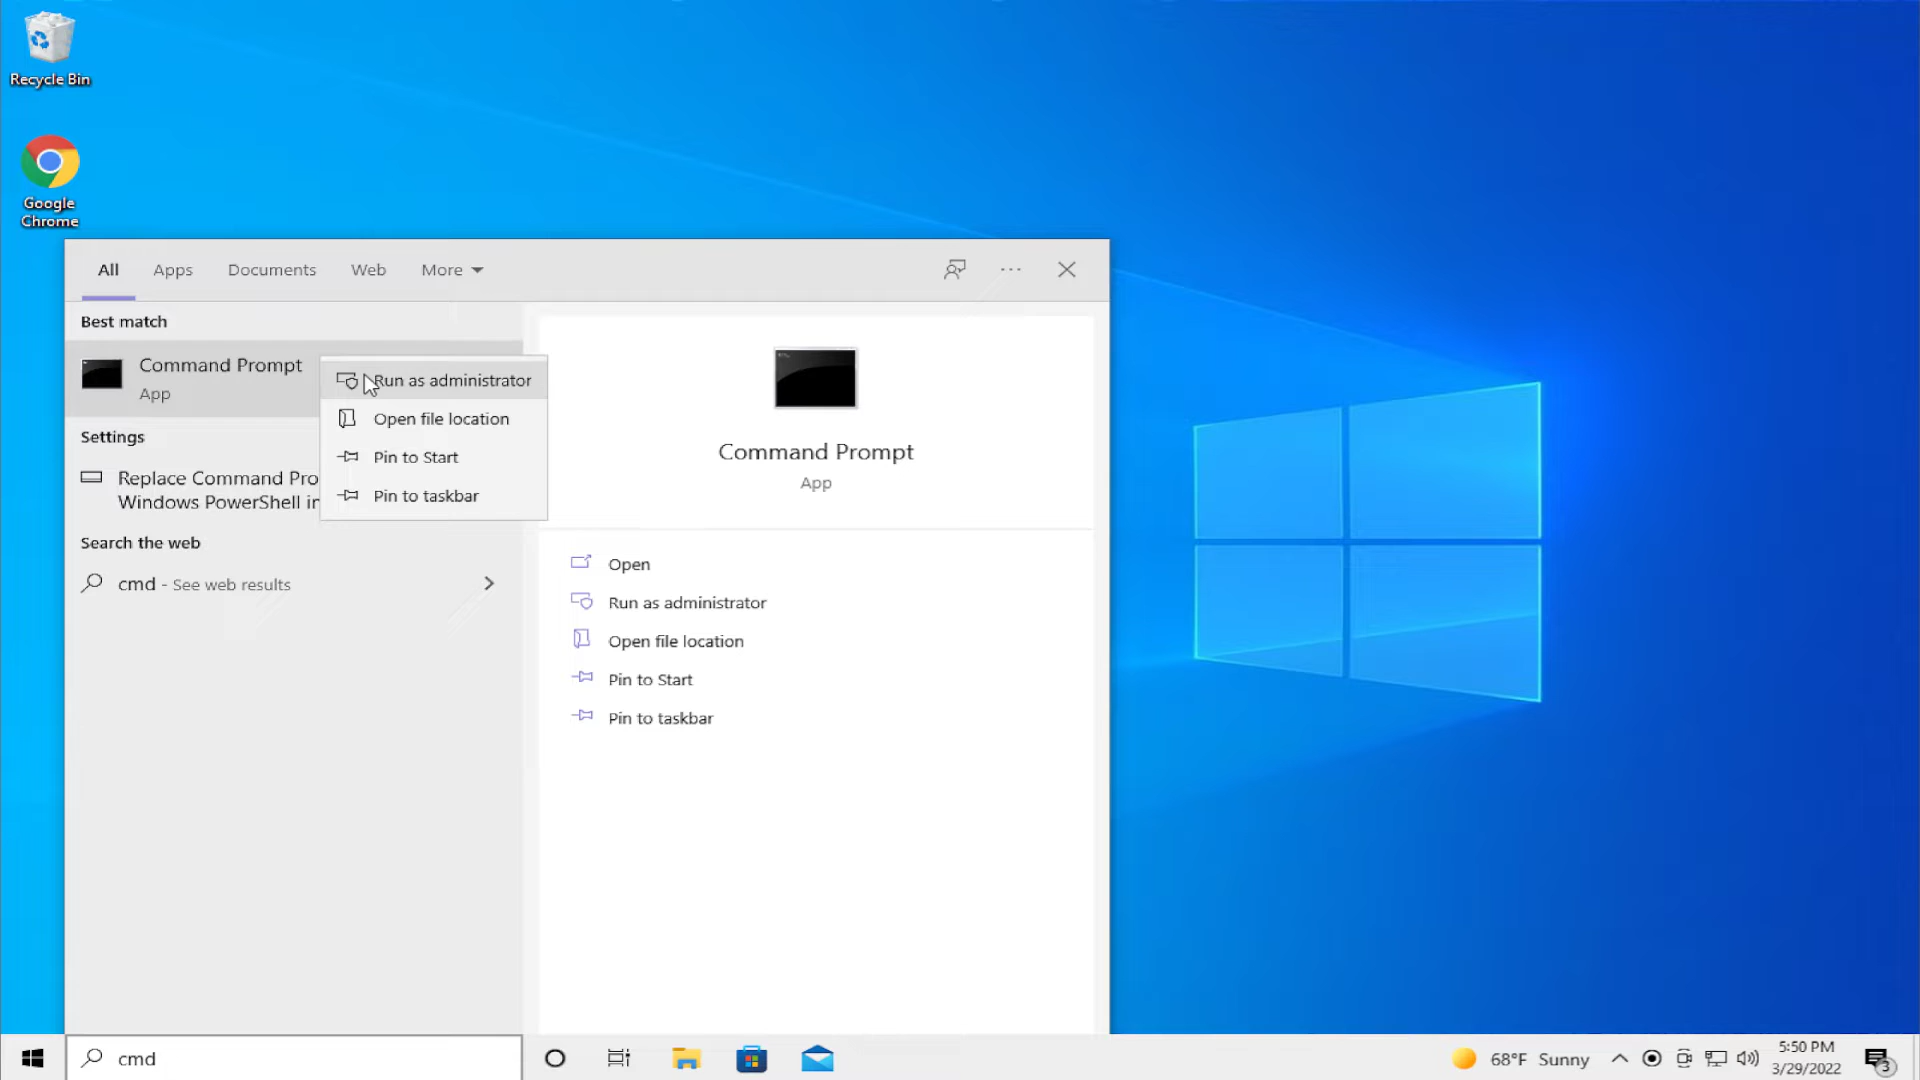 Recycle Bin
Google
Chrome
All Apps Documents Web More
Best match
Command Prompt
App
Run as administrator
Open file location
Pin to Start
Pin to taskbar
Settings
Replace Command Pro
Windows PowerShell in
Search the web
cmd - See web results
Command Prompt
App
Open
Run as administrator
Open file location
Pin to Start
Pin to taskbar
cmd
68°F Sunny
5:50 PM
3/29/2022
3